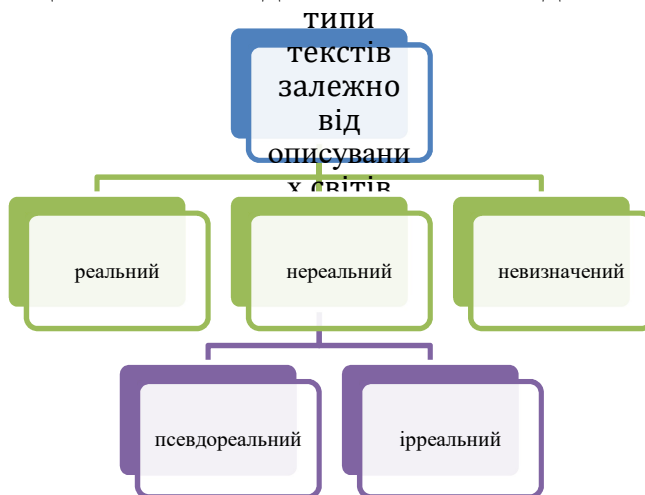 типи
текстів
залежно
від
описувани
х світів
реальний
нереальний
невизначений
псевдореальний
ірреальний